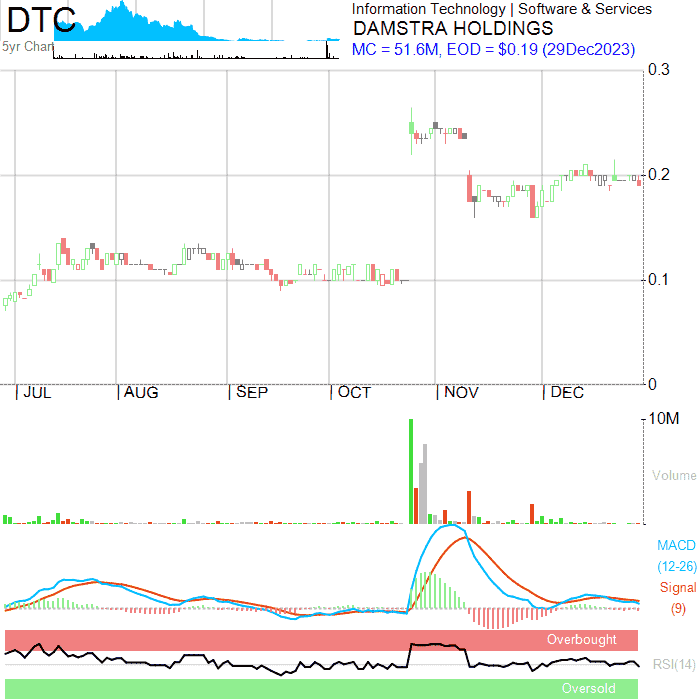 DTC
5yr Chart
Information Technology | Software & Services
DAMSTRA HOLDINGS
MC = 51.6M, EOD = $0.19 (29Dec2023)
0.3
0.2
0.1
0
JUL
AUG
SEP
OCT
NOV
DEC
10M
Volume
MACD
(12-26)
Signal
(9)
Overbought
RSI(14)
Oversold